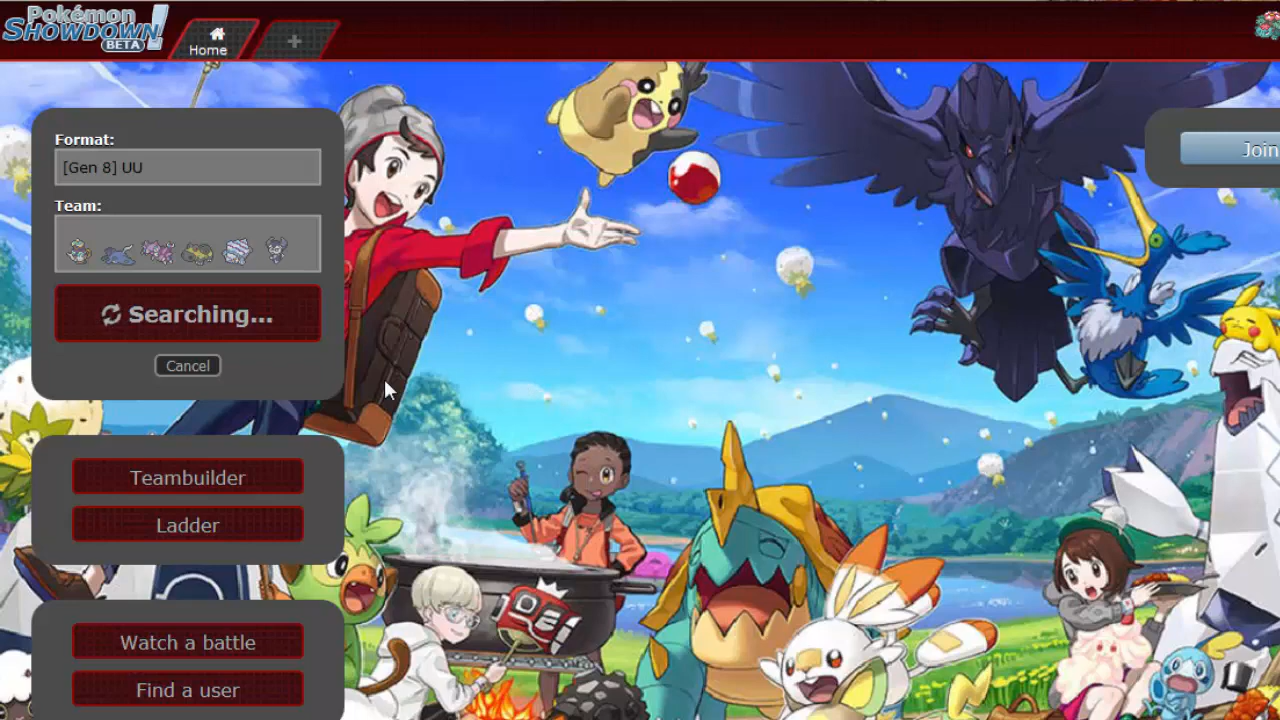 Pokémon
SHOWDOWN!
BETA
Home
Format:
[Gen 8] UU
Team:
Searching...
Cancel
Teambuilder
Ladder
Watch a battle
Find a user
Join